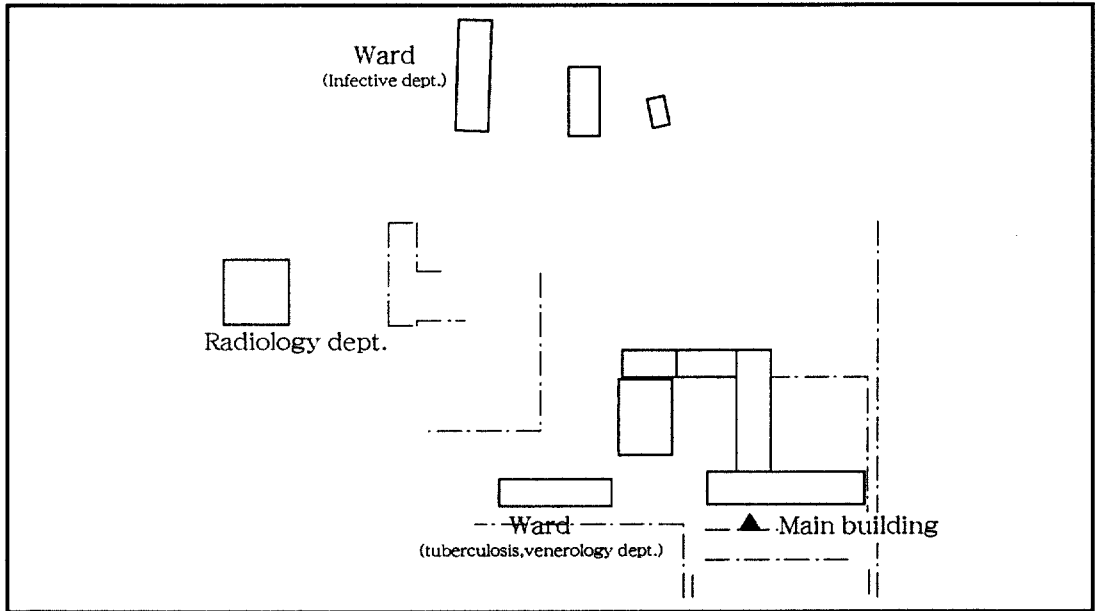 Ward
(Infective dept.)
Radiology dept.
Ward
(tuberculosis,venerology dept.)
Main building